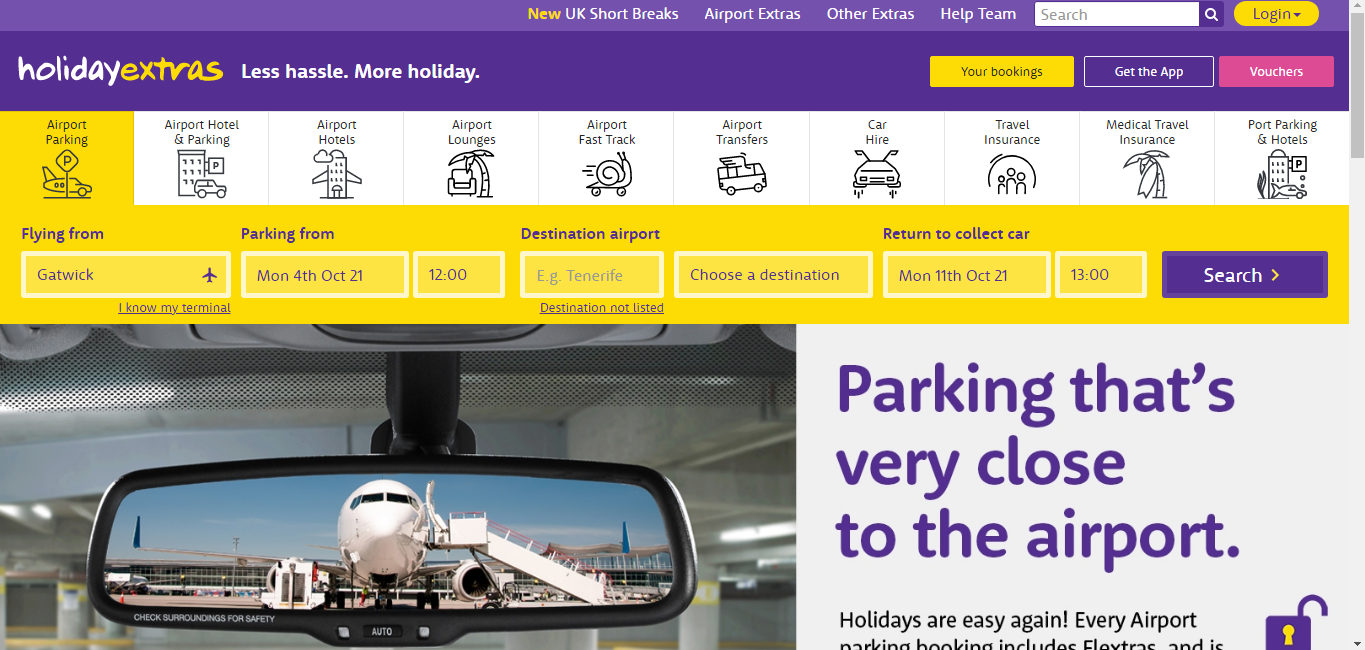 New UK Short Breaks Airport Extras Other Extras Help Team Search Login
holidayextras Less hassle. More holiday. Your bookings Get the App Vouchers
Airport Parking
Airport Hotel & Parking
Airport Hotels
Airport Lounges
Airport Fast Track
Airport Transfers
Car Hire
Travel Insurance
Medical Travel Insurance
Port Parking & Hotels
Flying from Parking from Destination airport Return to collect car
Gatwick Mon 4th Oct 21 12:00 E.g. Tenerife Choose a destination Mon 11th Oct 21 13:00 Search
I know my terminal Destination not listed
Parking that's
very close
to the airport.
Holidays are easy again! Every Airport
parking booking includes Flextras, and is
CHECK SURROUNDINGS FOR SAFETY
AUTO